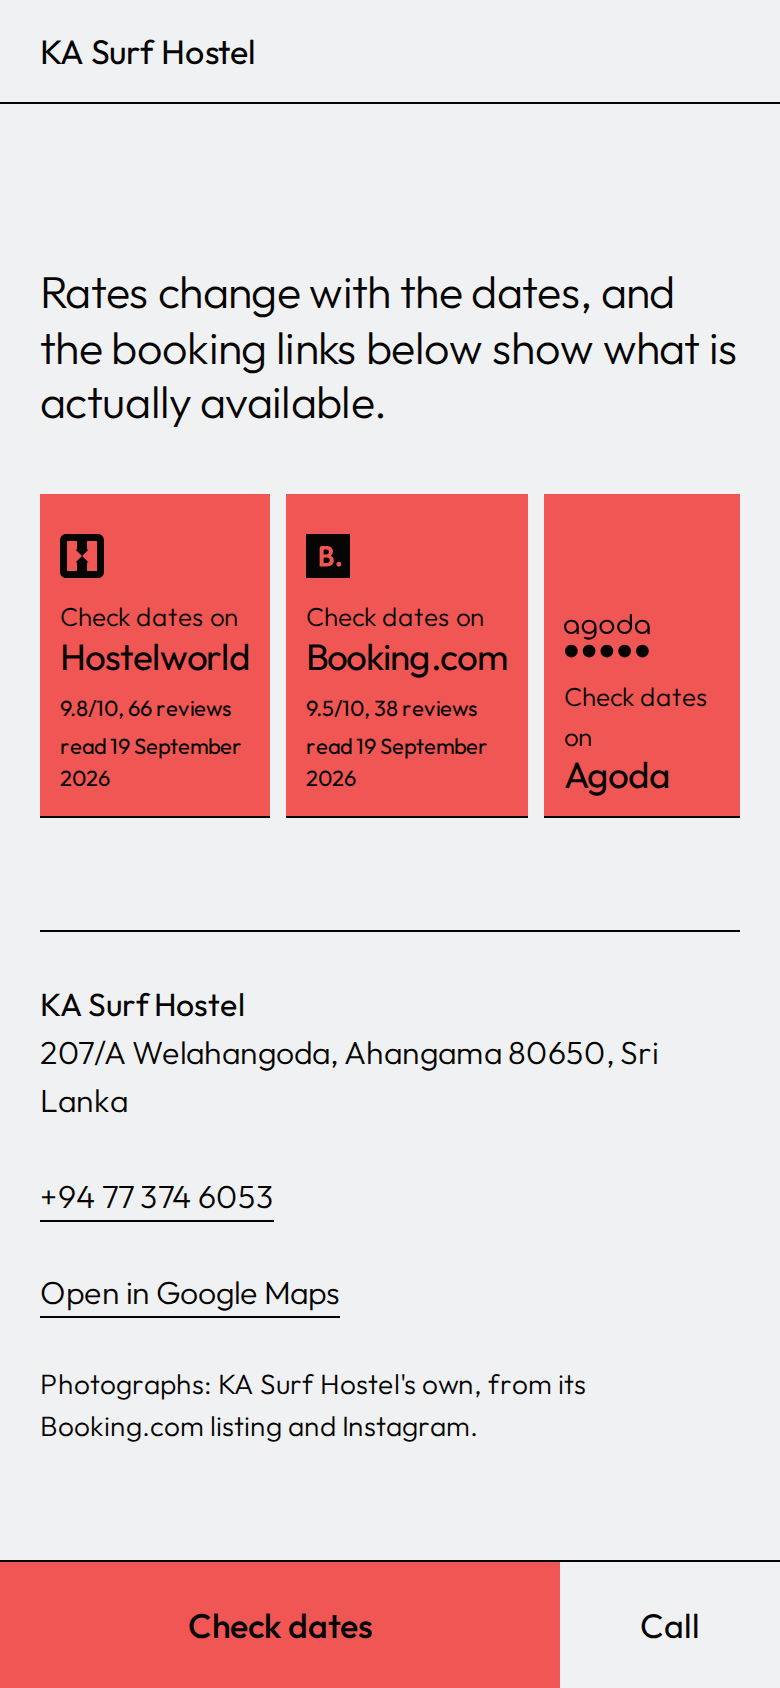 KA Surf Hostel
Rates change with the dates, and
the booking links below show what is
actually available.
B.
Check dates on
Hostelworld
9.8/10, 66 reviews
read 19 September
2026
Check dates on
Booking.com
9.5/10, 38 reviews
read 19 September
2026
agoda
Check dates
on
Agoda
KA Surf Hostel
207/A Welahangoda, Ahangama 80650, Sri
Lanka
+94 77 374 6053
Open in Google Maps
Photographs: KA Surf Hostel's own, from its
Booking.com listing and Instagram.
Check dates
Call